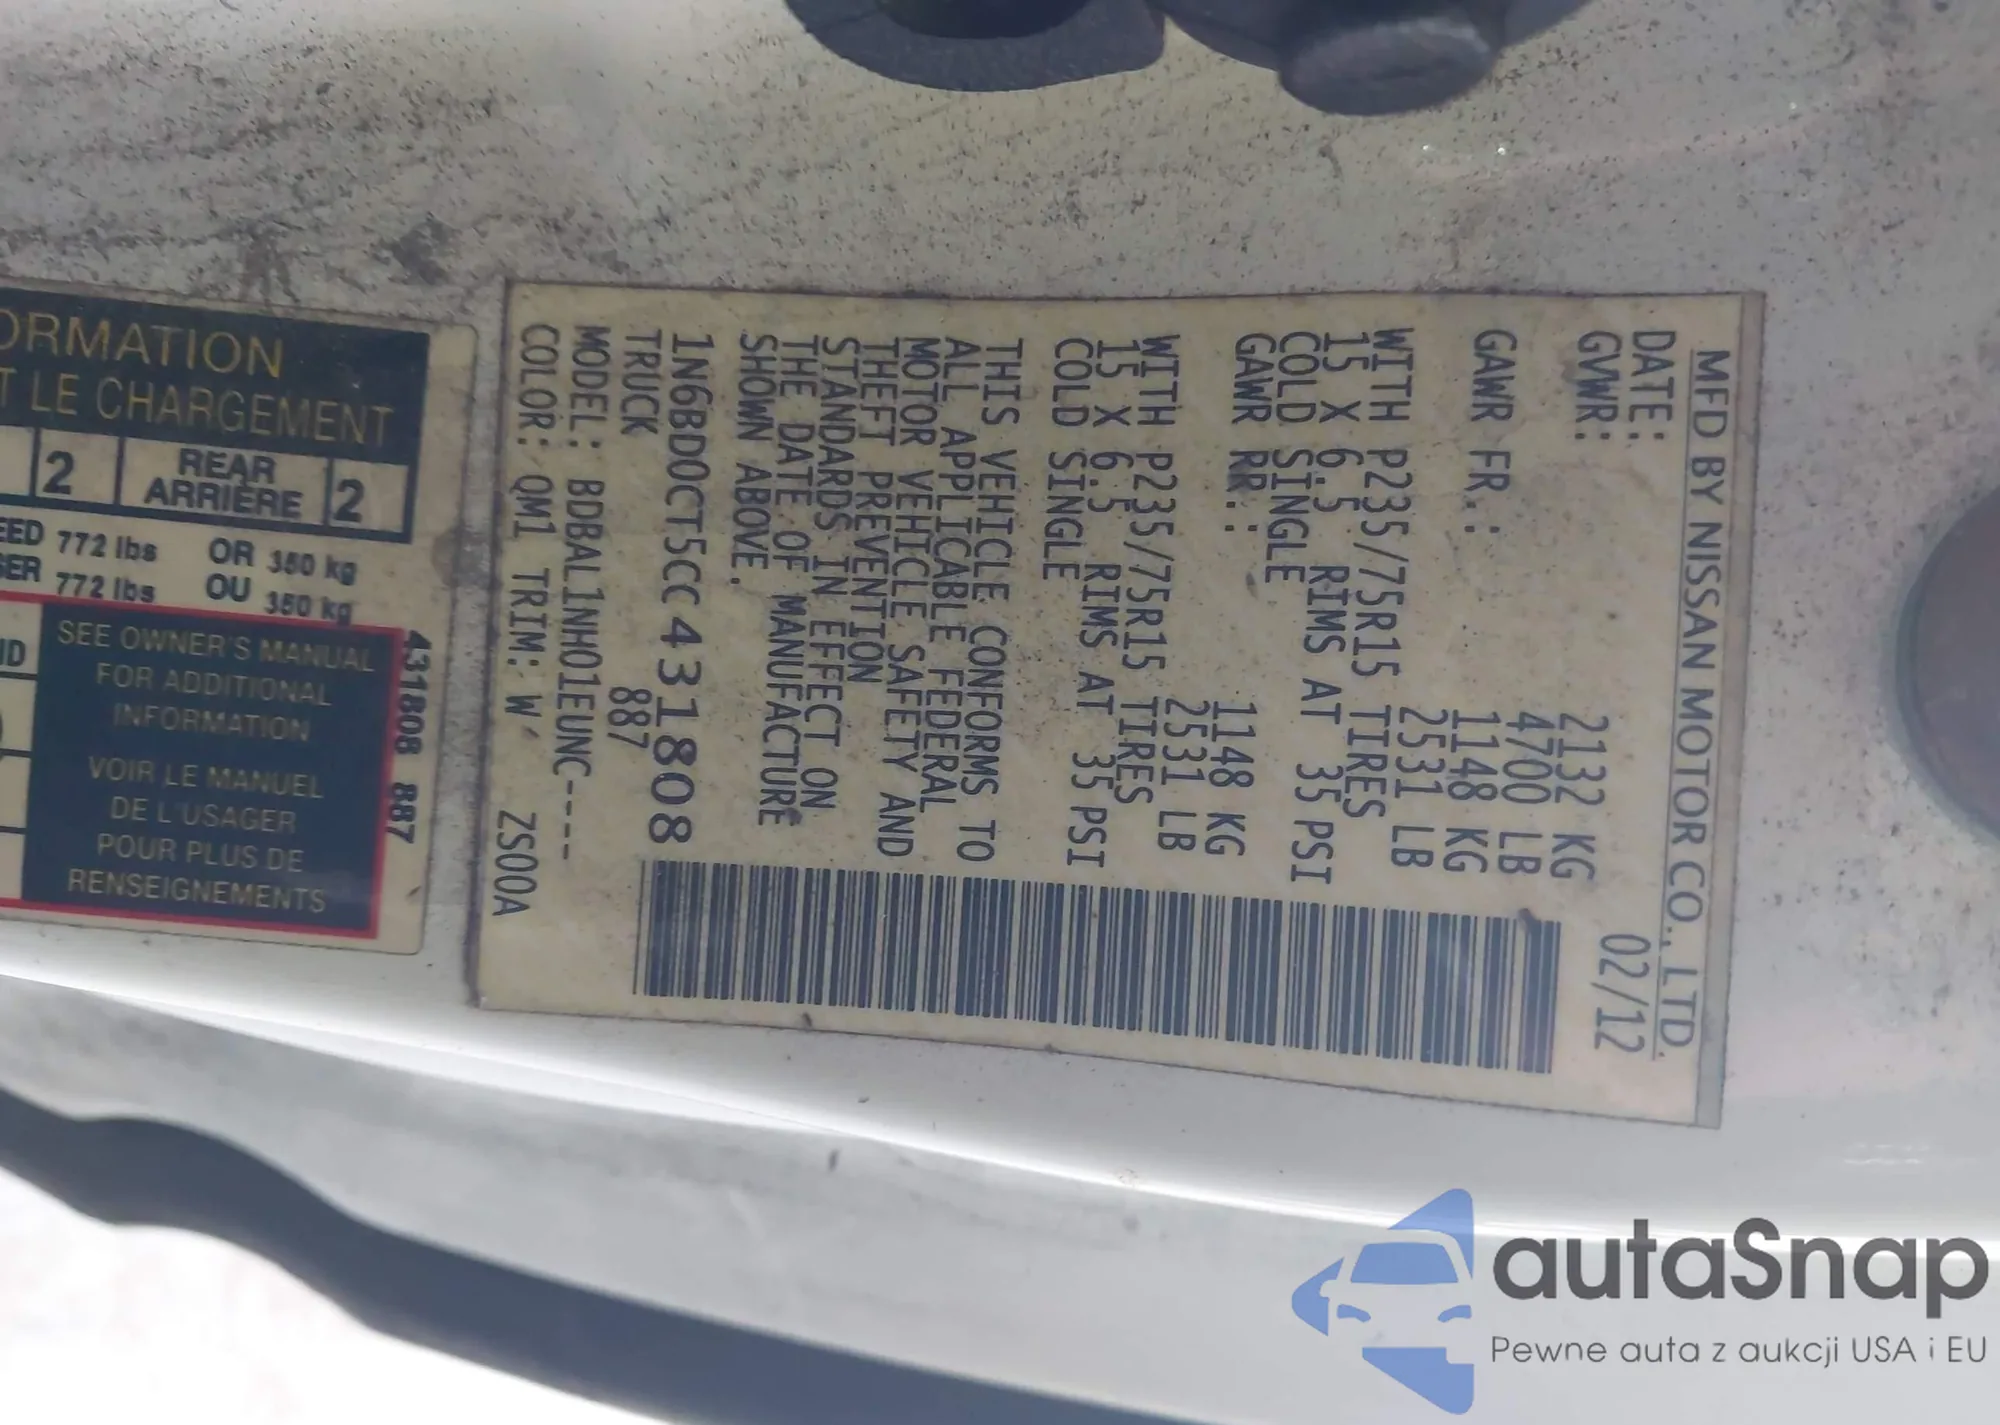 MFD BY NISSAN MOTOR CO., LTD.
DATE: 02/12
GVWR: 2132 KG
4700 LB
GAWR FR.: 1148 KG
2531 LB
WITH P235/75R15 TIRES
15 X 6.5 RIMS AT 35 PSI
COLD SINGLE
GAWR RR.: 1148 KG
2531 LB
WITH P235/75R15 TIRES
15 X 6.5 RIMS AT 35 PSI
COLD SINGLE
THIS VEHICLE CONFORMS TO
ALL APPLICABLE FEDERAL
MOTOR VEHICLE SAFETY AND
THEFT PREVENTION
STANDARDS IN EFFECT ON
THE DATE OF MANUFACTURE
SHOWN ABOVE.
1N6BD0CT5CC431808
TRUCK 887
MODEL: BDBAL1NH01EUNC----
COLOR: QM1 TRIM: W ZS00A
ORMATION
T LE CHARGEMENT
2 REAR
ARRIÈRE 2
EED 772 lbs OR 350 kg
SER 772 lbs OU 350 kg
SEE OWNER'S MANUAL
FOR ADDITIONAL
INFORMATION
VOIR LE MANUEL
DE L'USAGER
POUR PLUS DE
RENSEIGNEMENTS
431808 887
autaSnap
Pewne auta z aukcji USA i EU